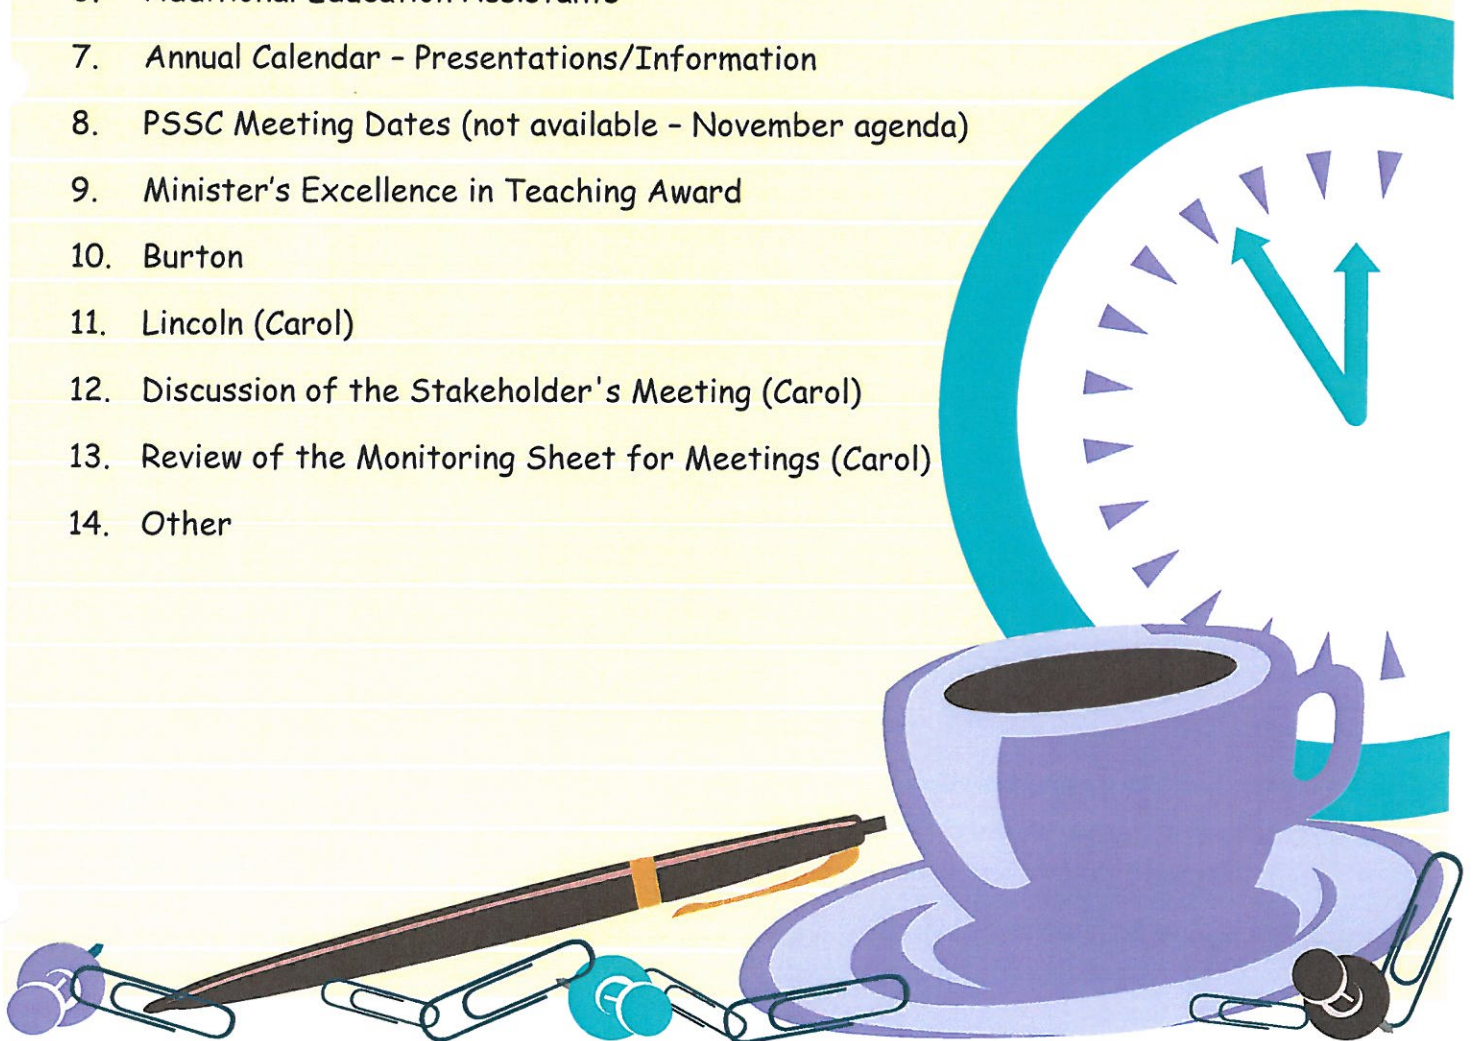 7. Annual Calendar – Presentations/Information
8. PSSC Meeting Dates (not available – November agenda)
9. Minister's Excellence in Teaching Award
10. Burton
11. Lincoln (Carol)
12. Discussion of the Stakeholder's Meeting (Carol)
13. Review of the Monitoring Sheet for Meetings (Carol)
14. Other